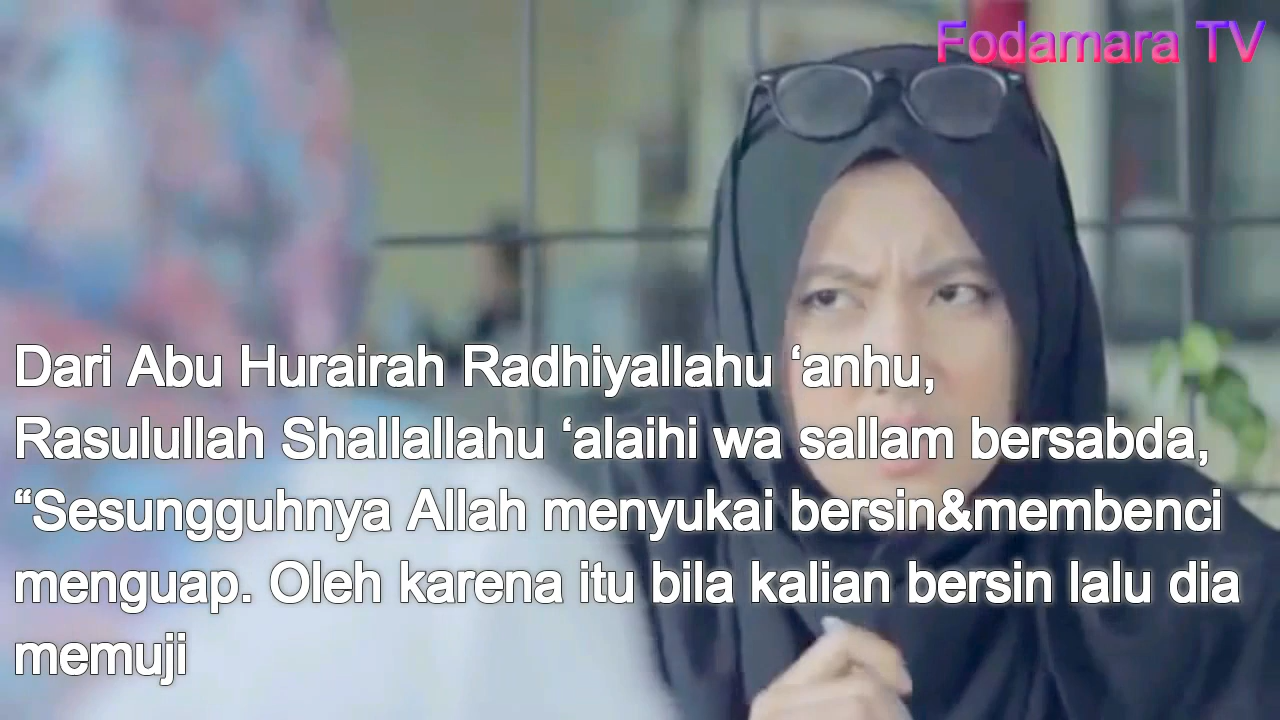 Fodamara TV
Dari Abu Hurairah Radhiyallahu ‘anhu,
Rasulullah Shallallahu ‘alaihi wa sallam bersabda,
“Sesungguhnya Allah menyukai bersin&membenci
menguap. Oleh karena itu bila kalian bersin lalu dia
memuji